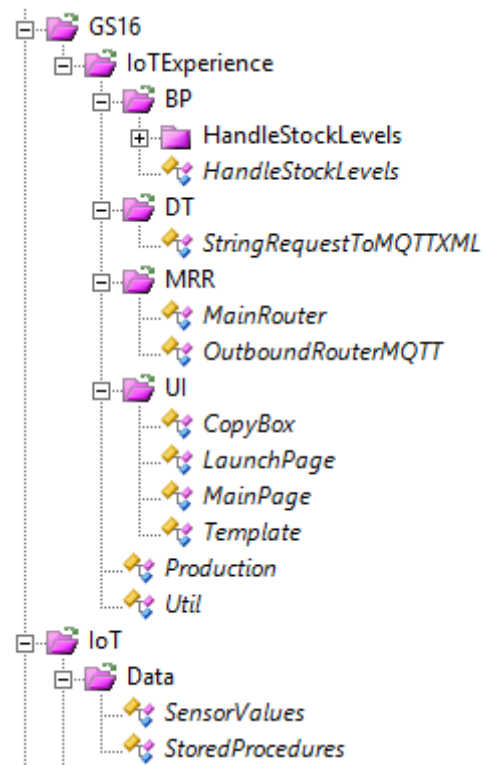 GS16
IoTExperience
BP
HandleStockLevels
HandleStockLevels
DT
StringRequestToMQTTXML
MRR
MainRouter
OutboundRouterMQTT
UI
CopyBox
LaunchPage
MainPage
Template
Production
Util
IoT
Data
SensorValues
StoredProcedures